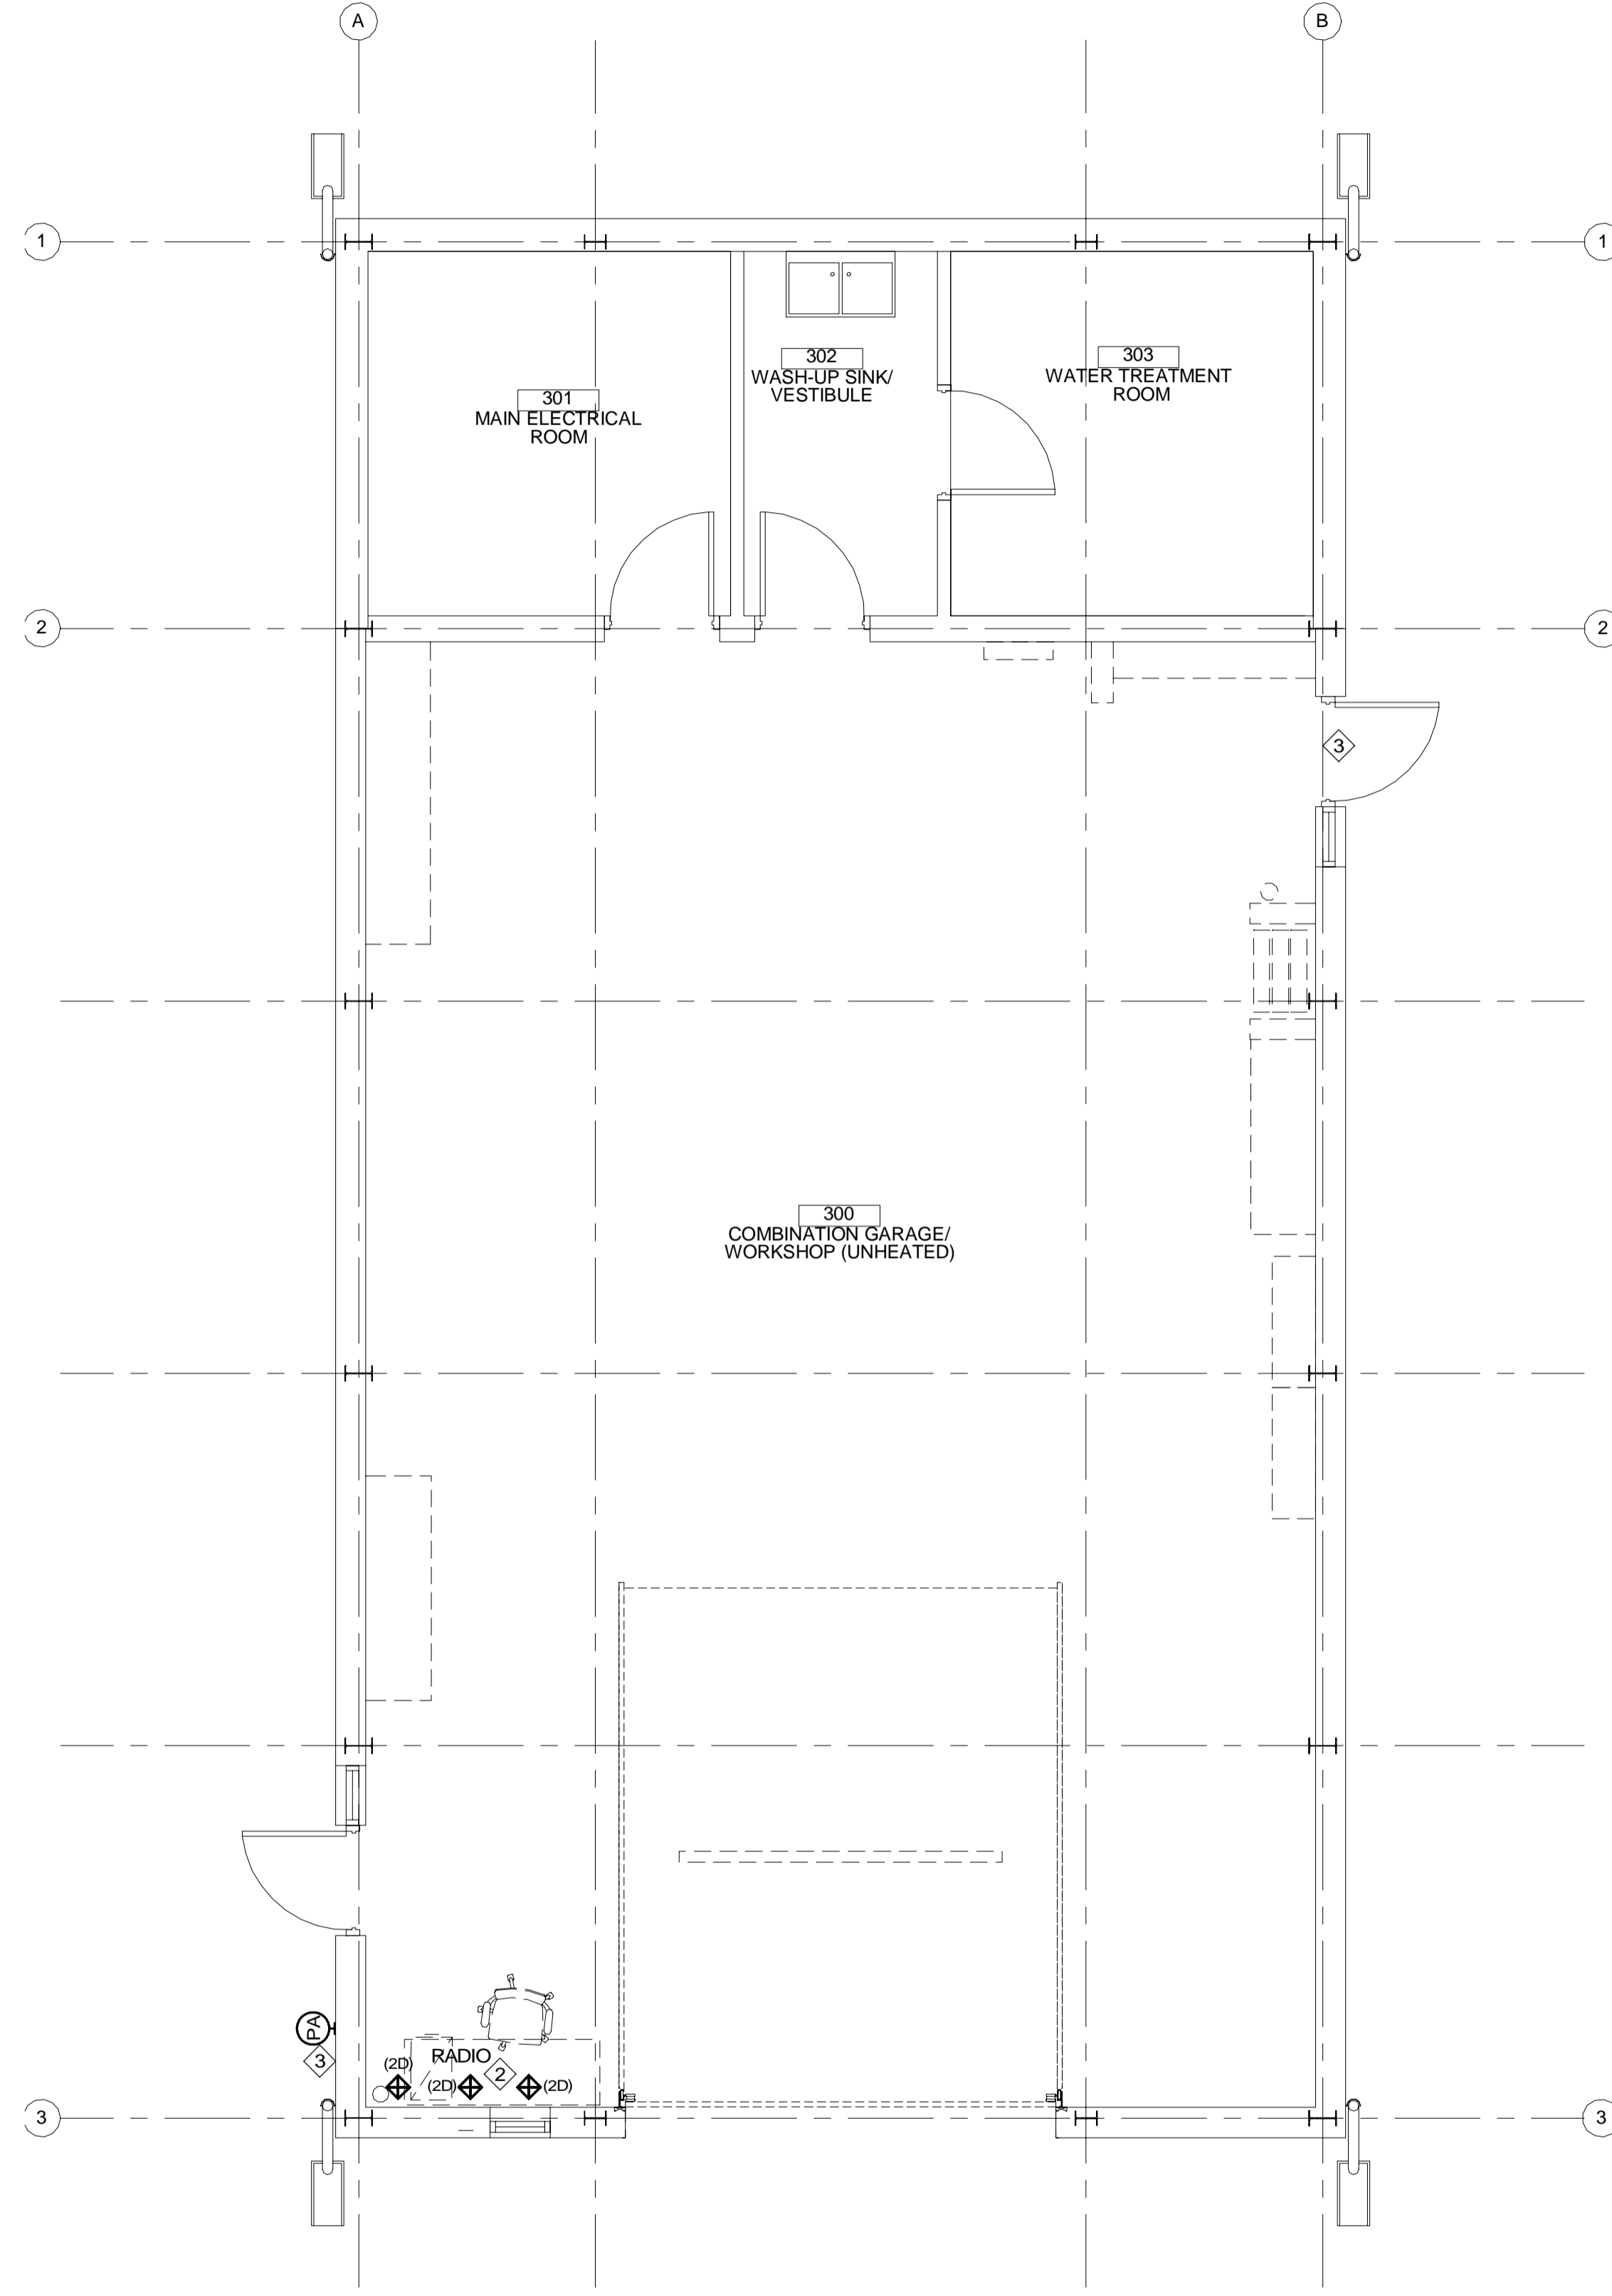 A
B
1
1
302
WASH-UP SINK/
VESTIBULE
303
WATER TREATMENT
ROOM
301
MAIN ELECTRICAL
ROOM
2
2
3
300
COMBINATION GARAGE/
WORKSHOP (UNHEATED)
PA
3
RADIO
(2D)
2
(2D)
(2D)
3
3